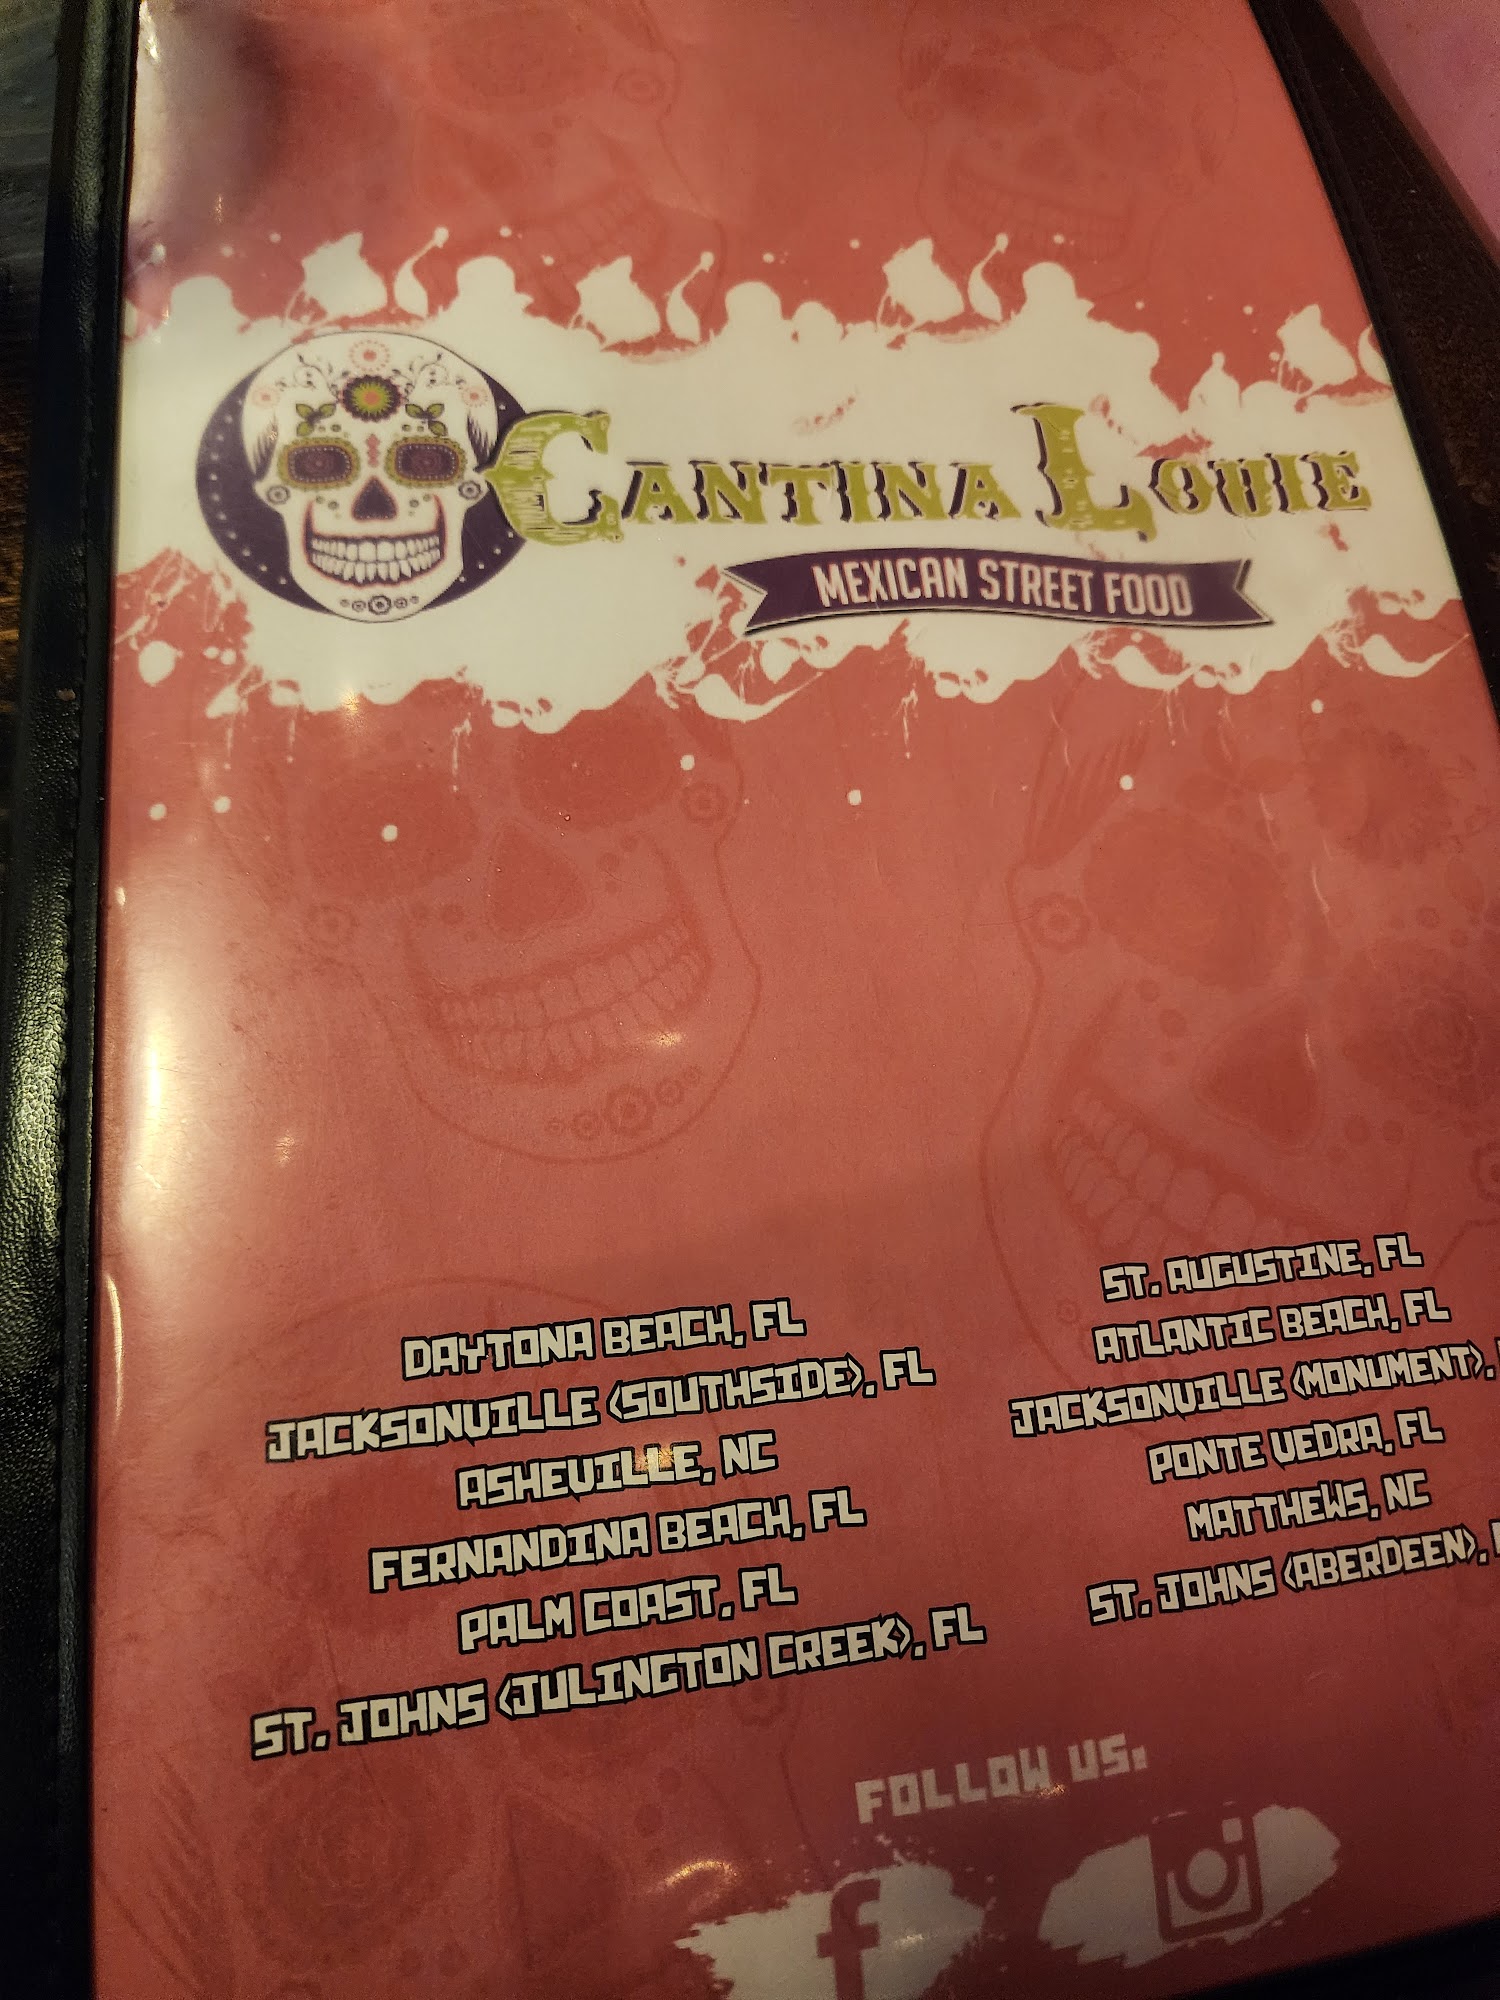 CANTINA LOUIE
MEXICAN STREET FOOD
DAYTONA BEACH, FL
JACKSONVILLE (SOUTHSIDE), FL
ASHEVILLE, NC
FERNANDINA BEACH, FL
PALM COAST, FL
ST. JOHNS (JULINGTON CREEK), FL
ST. AUGUSTINE, FL
ATLANTIC BEACH, FL
JACKSONVILLE (MONUMENT),
PONTE VEDRA, FL
MATTHEWS, NC
ST. JOHNS (ABERDEEN),
FOLLOW US: